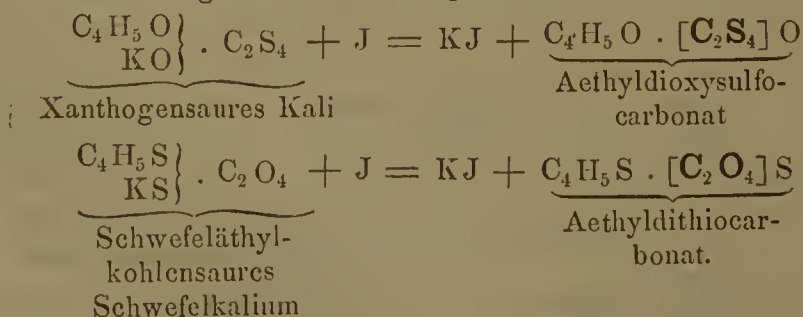 C₄H₅O
KO} . C₂S₄ + J = KJ + C₄H₅O . [C₂S₄] O
Xanthogensaures Kali
Aethyldioxysulfo-
carbonat
C₄H₅S
KS} . C₂O₄ + J = KJ + C₄H₅S . [C₂O₄] S
Schwefeläthyl-
kohlensaures
Schwefelkalium
Aethyldithiocar-
bonat.